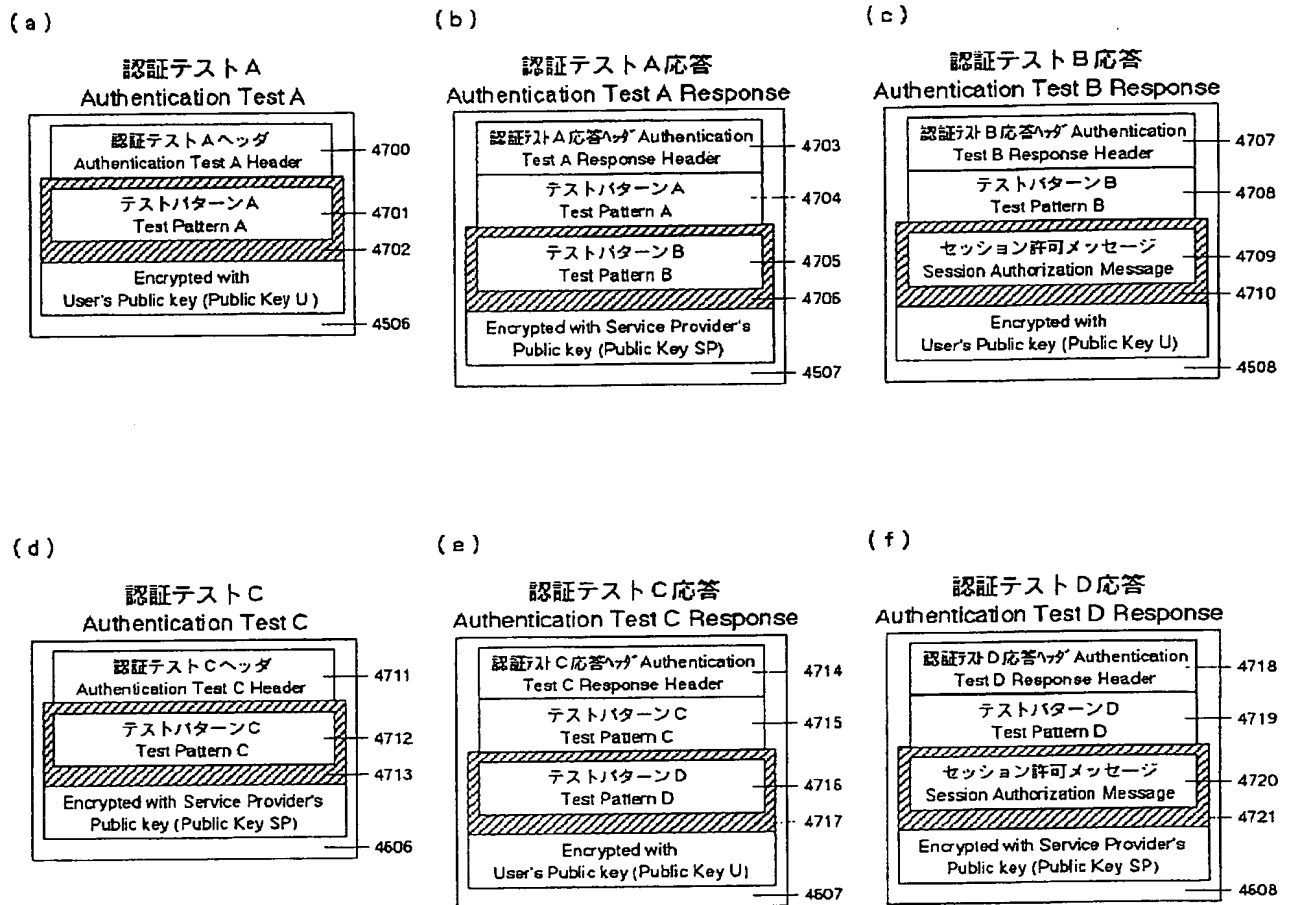 (a)
認証テストA
Authentication Test A
認証テストAヘッダ
Authentication Test A Header
4700
テストパターンA
Test Pattern A
4701
4702
Encrypted with
User's Public key (Public Key U )
4506
(b)
認証テストA応答
Authentication Test A Response
認証ﾃｽﾄA応答ﾍｯﾀﾞ Authentication
Test A Response Header
4703
テストパターンA
Test Pattern A
4704
テストパターンB
Test Pattern B
4705
4706
Encrypted with Service Provider's
Public key (Public Key SP)
4507
(c)
認証テストB応答
Authentication Test B Response
認証ﾃｽﾄB応答ﾍｯﾀﾞ Authentication
Test B Response Header
4707
テストパターンB
Test Pattern B
4708
セッション許可メッセージ
Session Authorization Message
4709
4710
Encrypted with
User's Public key (Public Key U)
4508
(d)
認証テストC
Authentication Test C
認証テストCヘッダ
Authentication Test C Header
4711
テストパターンC
Test Pattern C
4712
4713
Encrypted with Service Provider's
Public key (Public Key SP)
4606
(e)
認証テストC応答
Authentication Test C Response
認証ﾃｽﾄC応答ﾍｯﾀﾞ Authentication
Test C Response Header
4714
テストパターンC
Test Pattern C
4715
テストパターンD
Test Pattern D
4716
4717
Encrypted with
User's Public key (Public Key U)
4607
(f)
認証テストD応答
Authentication Test D Response
認証ﾃｽﾄD応答ﾍｯﾀﾞ Authentication
Test D Response Header
4718
テストパターンD
Test Pattern D
4719
セッション許可メッセージ
Session Authorization Message
4720
4721
Encrypted with Service Provider's
Public key (Public Key SP)
4608